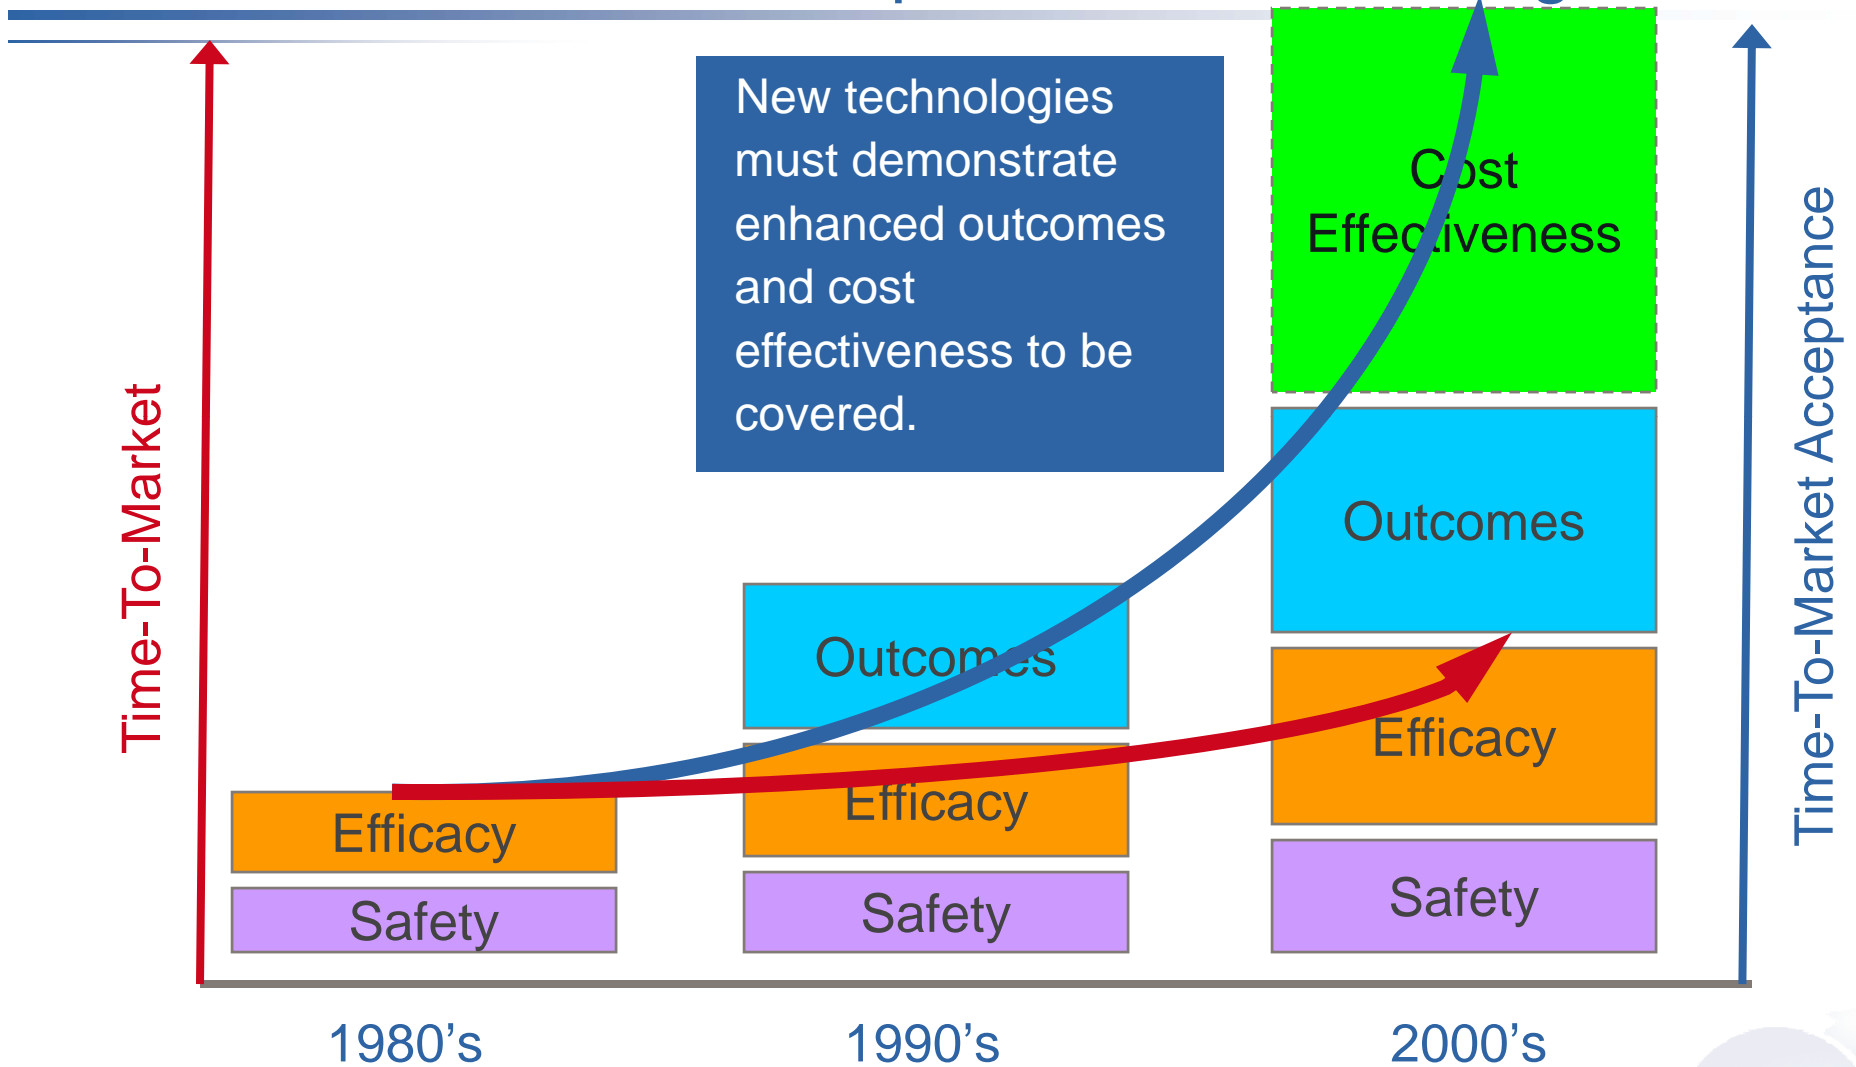 New technologies
must demonstrate
enhanced outcomes
and cost
effectiveness to be
covered.
Cost
Effectiveness
Outcomes
Efficacy
Safety
Outcomes
Efficacy
Safety
Efficacy
Safety
Time-To-Market
Time-To-Market Acceptance
1980’s
1990’s
2000’s